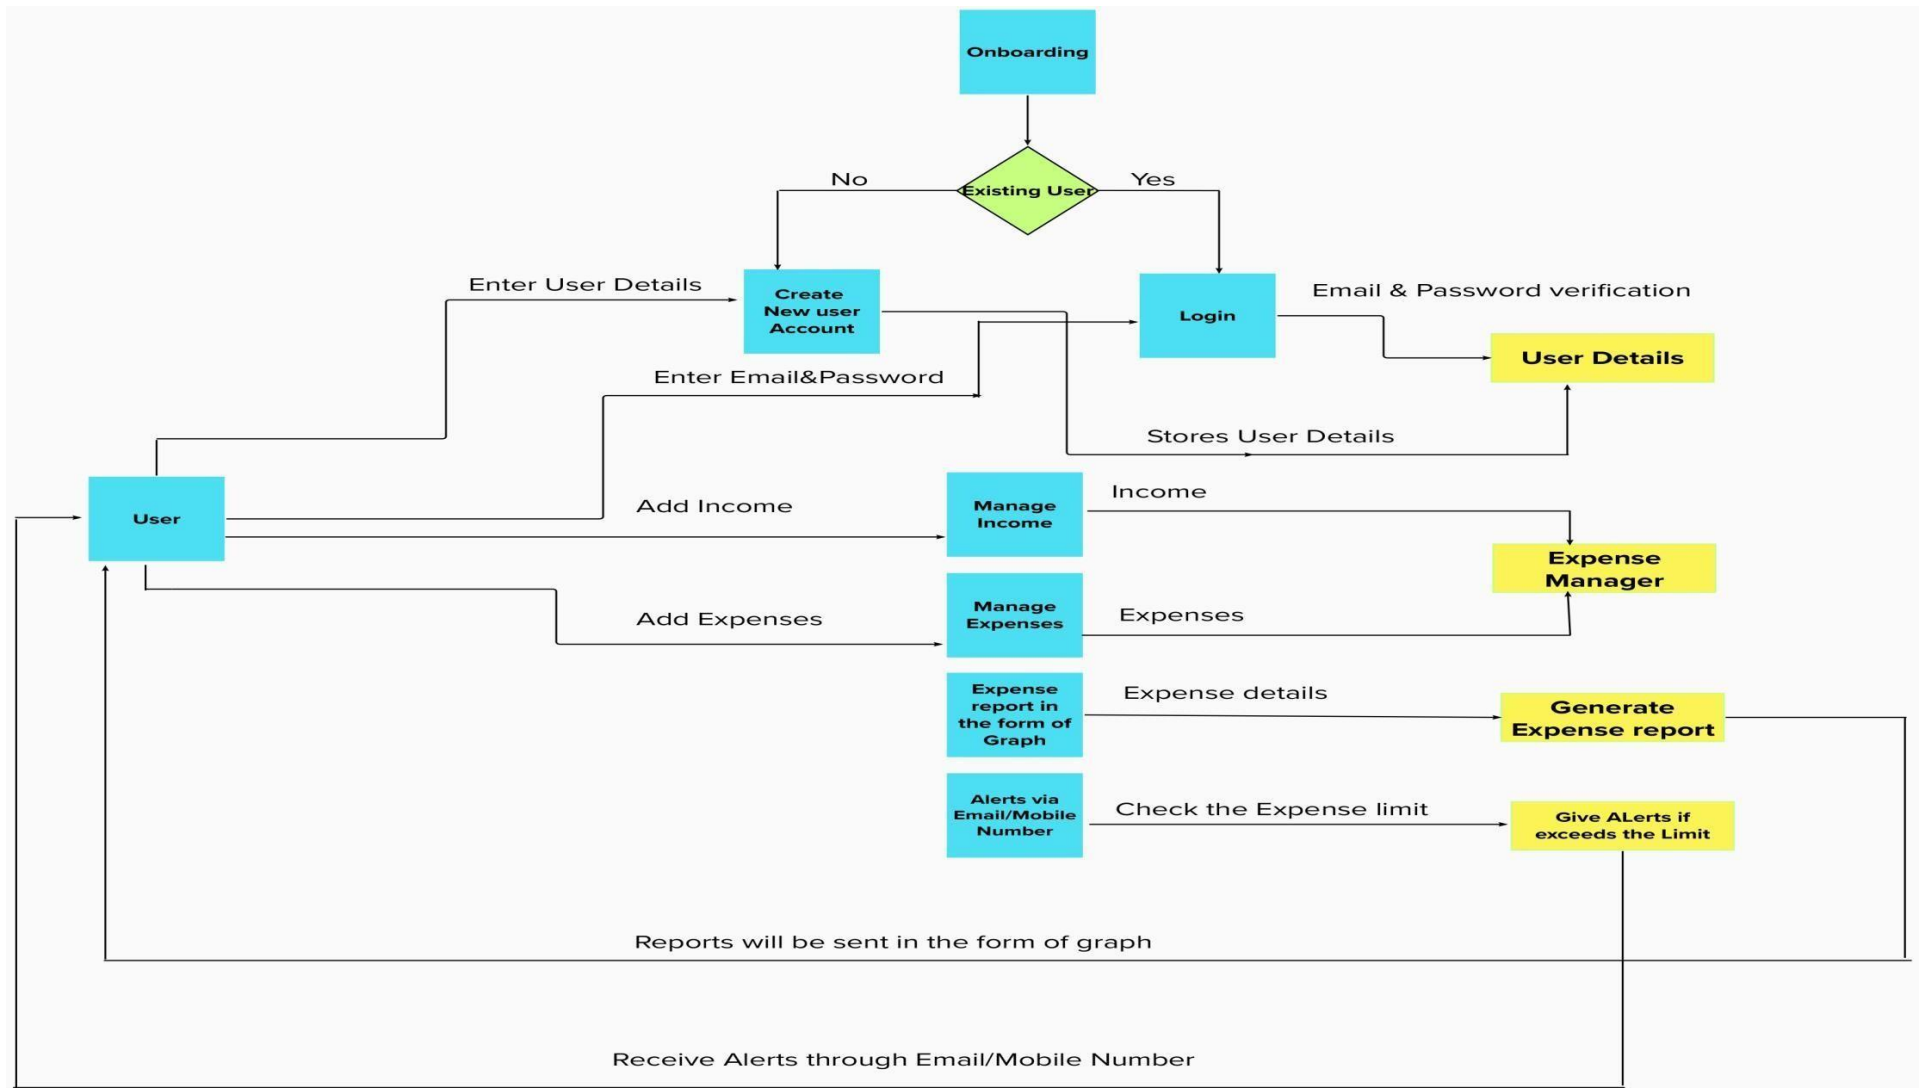 Onboarding
No
Existing User
Yes
Enter User Details
Create
New user
Account
Login
Email & Password verification
User Details
Enter Email&Password
Stores User Details
User
Add Income
Manage
Income
Income
Expense
Manager
Add Expenses
Manage
Expenses
Expenses
Expense
report in
the form of
Graph
Expense details
Generate
Expense report
Alerts via
Email/Mobile
Number
Check the Expense limit
Give ALerts if
exceeds the Limit
Reports will be sent in the form of graph
Receive Alerts through Email/Mobile Number